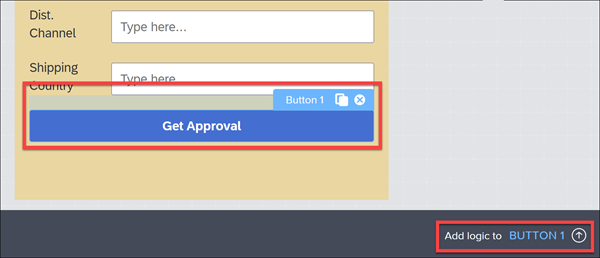 Dist.
Channel
Type here...
Shipping
Country
Type here...
Button 1
Get Approval
Add logic to BUTTON 1